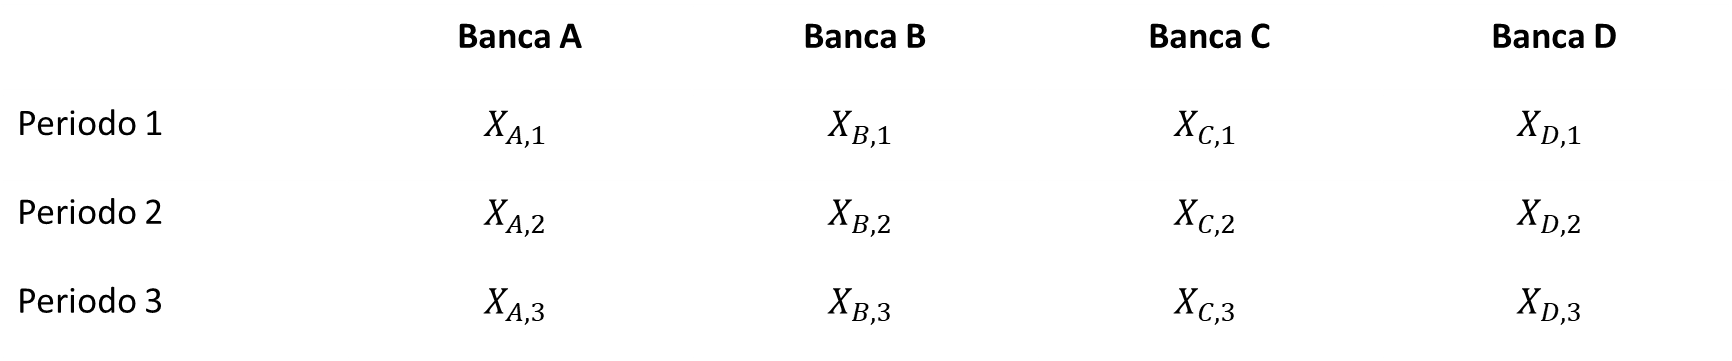 Banca A Banca B Banca C Banca D
Periodo 1 X_{A,1} X_{B,1} X_{C,1} X_{D,1}
Periodo 2 X_{A,2} X_{B,2} X_{C,2} X_{D,2}
Periodo 3 X_{A,3} X_{B,3} X_{C,3} X_{D,3}